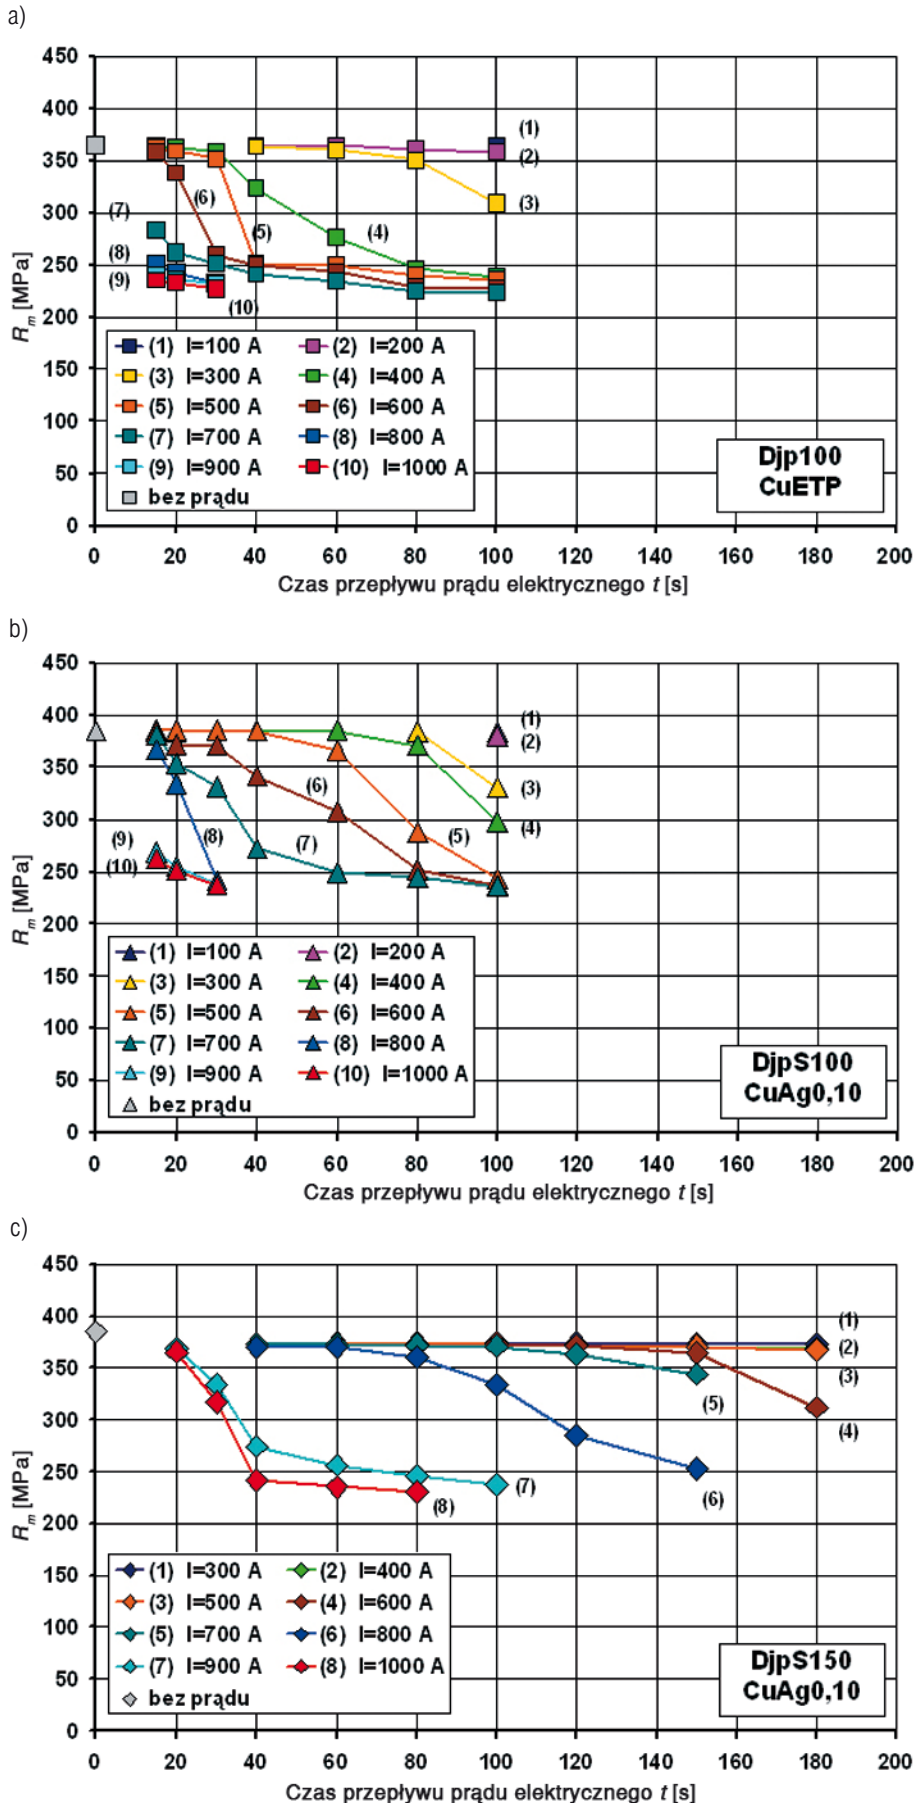 a)
450
400
350
300
250
200
150
100
50
0
R_m [MPa]
(1)
(2)
(3)
(4)
(5)
(6)
(7)
(8)
(9)
(10)
(1) I=100 A (2) I=200 A
(3) I=300 A (4) I=400 A
(5) I=500 A (6) I=600 A
(7) I=700 A (8) I=800 A
(9) I=900 A (10) I=1000 A
bez prądu
Djp100
CuETP
0 20 40 60 80 100 120 140 160 180 200
Czas przepływu prądu elektrycznego t [s]
b)
450
400
350
300
250
200
150
100
50
0
R_m [MPa]
(1)
(2)
(3)
(4)
(5)
(6)
(7)
(8)
(9)
(10)
(1) I=100 A (2) I=200 A
(3) I=300 A (4) I=400 A
(5) I=500 A (6) I=600 A
(7) I=700 A (8) I=800 A
(9) I=900 A (10) I=1000 A
bez prądu
DjpS100
CuAg0,10
0 20 40 60 80 100 120 140 160 180 200
Czas przepływu prądu elektrycznego t [s]
c)
450
400
350
300
250
200
150
100
50
0
R_m [MPa]
(1)
(2)
(3)
(5)
(4)
(7)
(6)
(8)
(1) I=300 A (2) I=400 A
(3) I=500 A (4) I=600 A
(5) I=700 A (6) I=800 A
(7) I=900 A (8) I=1000 A
bez prądu
DjpS150
CuAg0,10
0 20 40 60 80 100 120 140 160 180 200
Czas przepływu prądu elektrycznego t [s]